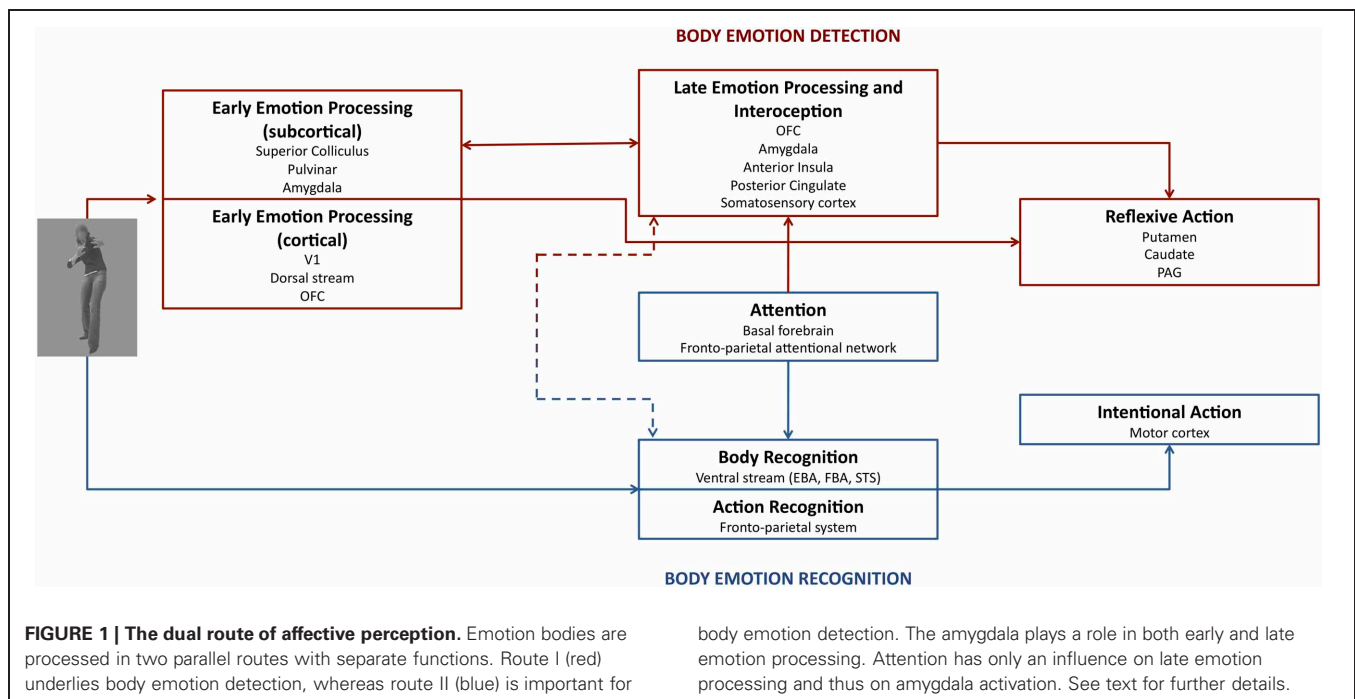 BODY EMOTION DETECTION
Early Emotion Processing
(subcortical)
Superior Colliculus
Pulvinar
Amygdala
Early Emotion Processing
(cortical)
V1
Dorsal stream
OFC
Late Emotion Processing and
Interoception
OFC
Amygdala
Anterior Insula
Posterior Cingulate
Somatosensory cortex
Reflexive Action
Putamen
Caudate
PAG
Attention
Basal forebrain
Fronto-parietal attentional network
Intentional Action
Motor cortex
Body Recognition
Ventral stream (EBA, FBA, STS)
Action Recognition
Fronto-parietal system
BODY EMOTION RECOGNITION
FIGURE 1 | The dual route of affective perception. Emotion bodies are
processed in two parallel routes with separate functions. Route I (red)
underlies body emotion detection, whereas route II (blue) is important for
body emotion detection. The amygdala plays a role in both early and late
emotion processing. Attention has only an influence on late emotion
processing and thus on amygdala activation. See text for further details.